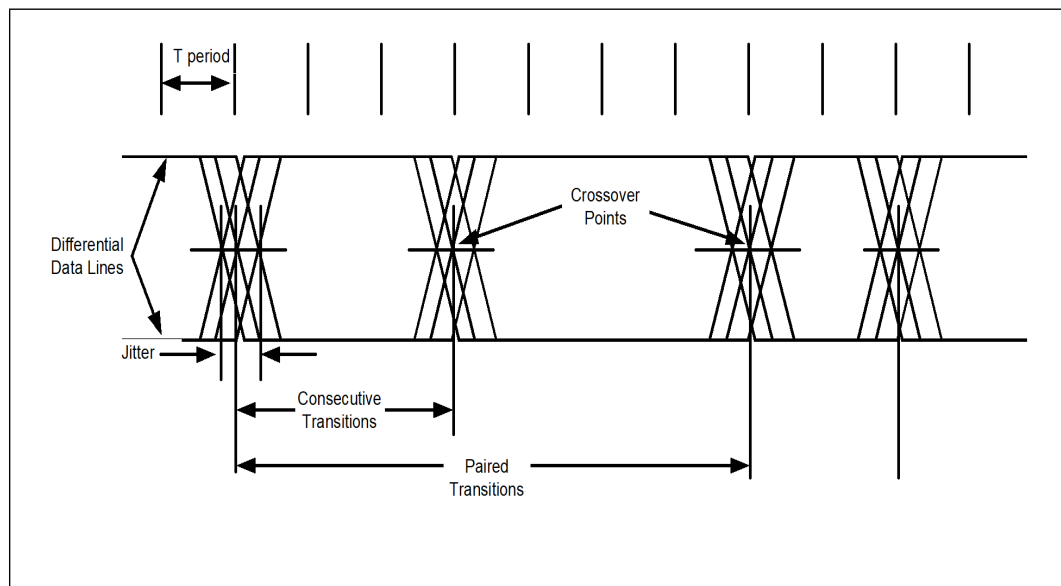 T period
Crossover
Points
Differential
Data Lines
Jitter
Consecutive
Transitions
Paired
Transitions